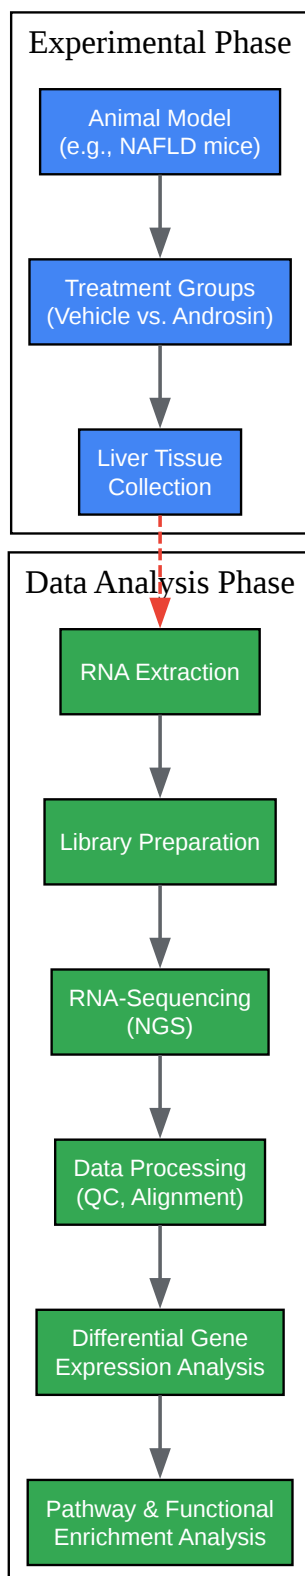 Experimental Phase
Animal Model
(e.g., NAFLD mice)
Treatment Groups
(Vehicle vs. Androsin)
Liver Tissue
Collection
Data Analysis Phase
RNA Extraction
Library Preparation
RNA-Sequencing
(NGS)
Data Processing
(QC, Alignment)
Differential Gene
Expression Analysis
Pathway & Functional
Enrichment Analysis